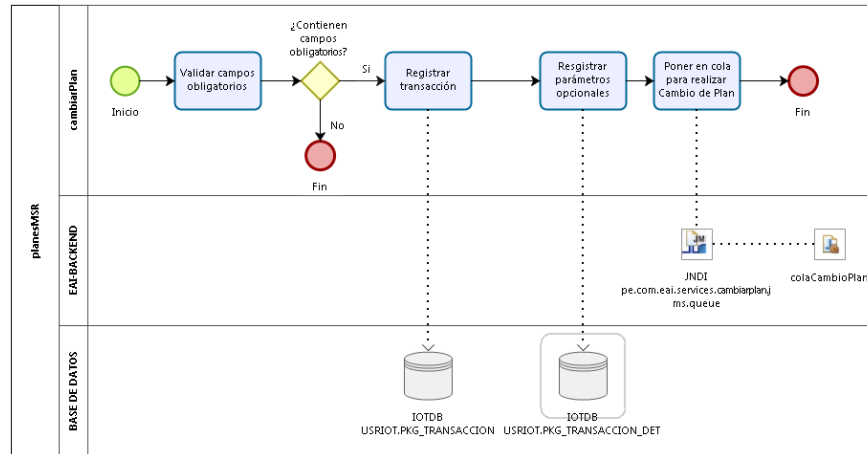 planesMSR
cambiarPlan
Inicio
Validar campos
obligatorios
¿Contienen
campos
obligatorios?
Si
No
Fin
Registrar
transacción
Resgistrar
parámetros
opcionales
Poner en cola
para realizar
Cambio de Plan
Fin
EAI-BACKEND
JNDI
pe.com.eai.services.cambiarplan.j
ms.queue
colaCambioPlan
BASE DE DATOS
IOTDB
USRIOT.PKG_TRANSACCION
IOTDB
USRIOT.PKG_TRANSACCION_DET